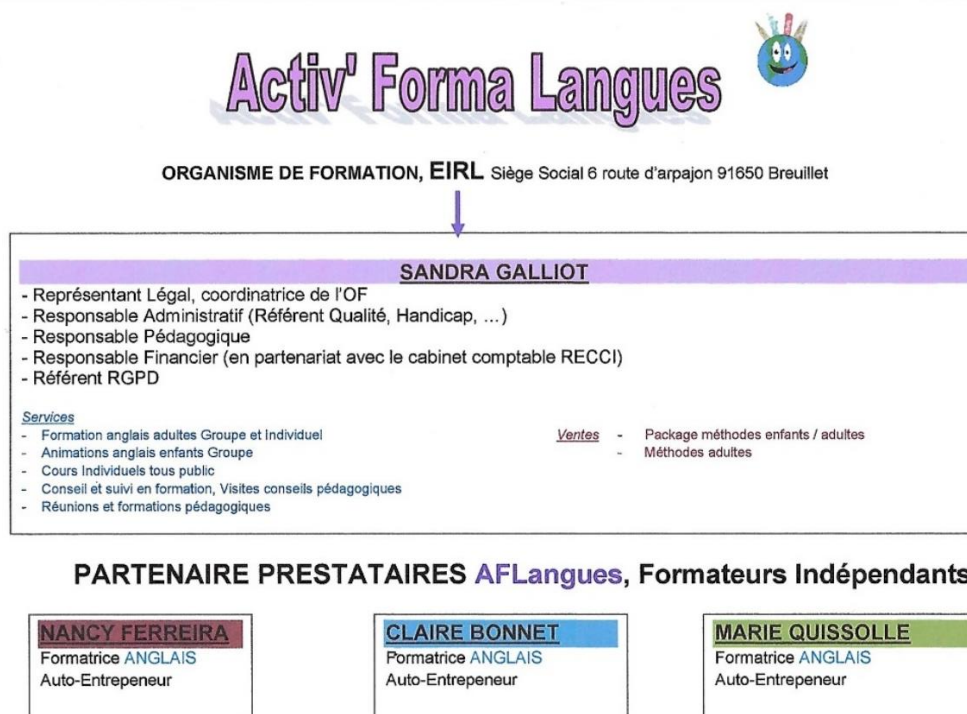 Activ' Forma Langues
ORGANISME DE FORMATION, EIRL Siège Social 6 route d'arpajon 91650 Breuillet
SANDRA GALLIOT
- Représentant Légal, coordinatrice de l'OF
- Responsable Administratif (Référent Qualité, Handicap, ...)
- Responsable Pédagogique
- Responsable Financier (en partenariat avec le cabinet comptable RECCI)
- Référent RGPD
Services
- Formation anglais adultes Groupe et Individuel
- Animations anglais enfants Groupe
- Cours Individuels tous public
- Conseil et suivi en formation, Visites conseils pédagogiques
- Réunions et formations pédagogiques
Ventes - Package méthodes enfants / adultes
- Méthodes adultes
PARTENAIRE PRESTATAIRES AFLangues, Formateurs Indépendants
NANCY FERREIRA
Formatrice ANGLAIS
Auto-Entrepeneur
CLAIRE BONNET
Formatrice ANGLAIS
Auto-Entrepeneur
MARIE QUISSOLLE
Formatrice ANGLAIS
Auto-Entrepeneur